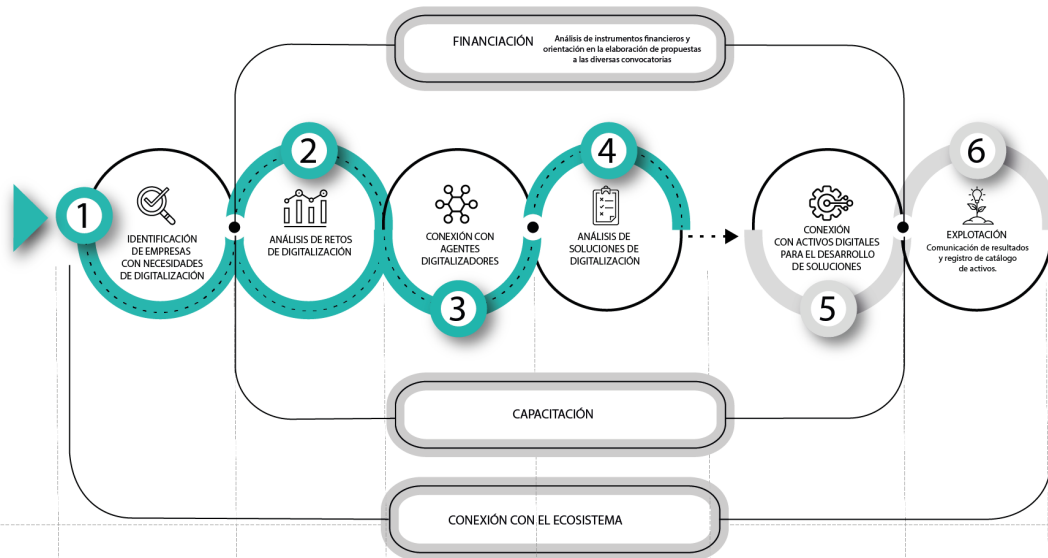 FINANCIACIÓN
Análisis de instrumentos financieros y
orientación en la elaboración de propuestas
a las diversas convocatorias
1
IDENTIFICACIÓN
DE EMPRESAS
CON NECESIDADES
DE DIGITALIZACIÓN
2
ANÁLISIS DE RETOS
DE DIGITALIZACIÓN
CONEXIÓN CON
AGENTES
DIGITALIZADORES
3
4
ANÁLISIS DE
SOLUCIONES DE
DIGITALIZACIÓN
CONEXIÓN
CON ACTIVOS DIGITALES
PARA EL DESARROLLO
DE SOLUCIONES
5
6
EXPLOTACIÓN
Comunicación de resultados
y registro de catálogo
de activos.
CAPACITACIÓN
CONEXIÓN CON EL ECOSISTEMA